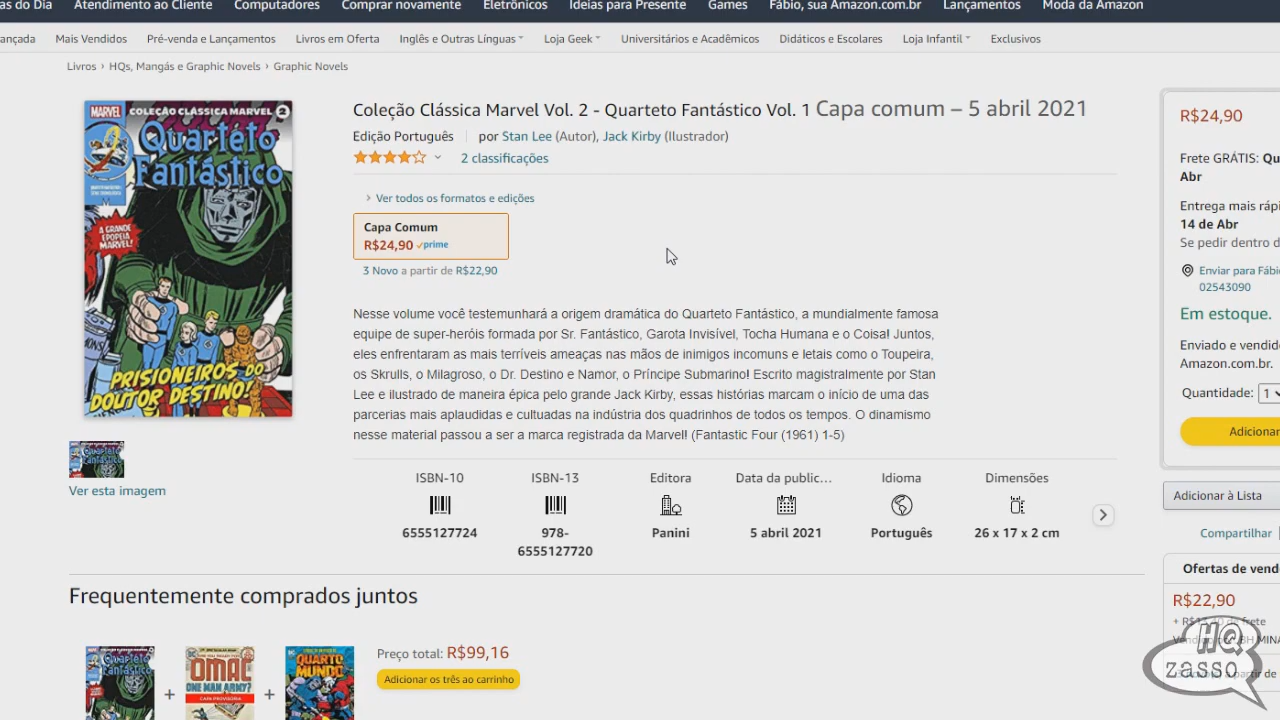 as do Dia Atendimento ao Cliente Computadores Comprar novamente Eletrônicos Ideias para Presente Games Fábio, sua Amazon.com.br Lançamentos Moda da Amazon
ançada Mais Vendidos Pré-venda e Lançamentos Livros em Oferta Inglês e Outras Línguas Loja Geek Universitários e Acadêmicos Didáticos e Escolares Loja Infantil Exclusivos
Livros › HQs, Mangás e Graphic Novels › Graphic Novels
MARVEL COLEÇÃO CLÁSSICA MARVEL 2
Quarteto
Fantástico
A GRANDE
EPOPEIA
MARVEL!
PRISIONEIROS DO
DOUTOR DESTINO!
Ver esta imagem
Coleção Clássica Marvel Vol. 2 - Quarteto Fantástico Vol. 1 Capa comum – 5 abril 2021
Edição Português | por Stan Lee (Autor), Jack Kirby (Ilustrador)
2 classificações
› Ver todos os formatos e edições
Capa Comum
R$24,90 prime
3 Novo a partir de R$22,90
Nesse volume você testemunhará a origem dramática do Quarteto Fantástico, a mundialmente famosa
equipe de super-heróis formada por Sr. Fantástico, Garota Invisível, Tocha Humana e o Coisa! Juntos,
eles enfrentaram as mais terríveis ameaças nas mãos de inimigos incomuns e letais como o Toupeira,
os Skrulls, o Milagroso, o Dr. Destino e Namor, o Príncipe Submarino! Escrito magistralmente por Stan
Lee e ilustrado de maneira épica pelo grande Jack Kirby, essas histórias marcam o início de uma das
parcerias mais aplaudidas e cultuadas na indústria dos quadrinhos de todos os tempos. O dinamismo
nesse material passou a ser a marca registrada da Marvel! (Fantastic Four (1961) 1-5)
ISBN-10 ISBN-13 Editora Data da public... Idioma Dimensões
6555127724 978- Panini 5 abril 2021 Português 26 x 17 x 2 cm
6555127720
R$24,90
Frete GRÁTIS: Qu
Abr
Entrega mais rápi
14 de Abr
Se pedir dentro d
Enviar para Fábi
02543090
Em estoque.
Enviado e vendid
Amazon.com.br.
Quantidade: 1
Adicionar
Adicionar à Lista
Compartilhar
Ofertas de vend
R$22,90
Frequentemente comprados juntos
Quarteto
Fantástico
OMAC
ONE MAN ARMY?
CAPA PROVISÓRIA
QUARTO
MUNDO
+ +
Preço total: R$99,16
Adicionar os três ao carrinho
HQ
zasso